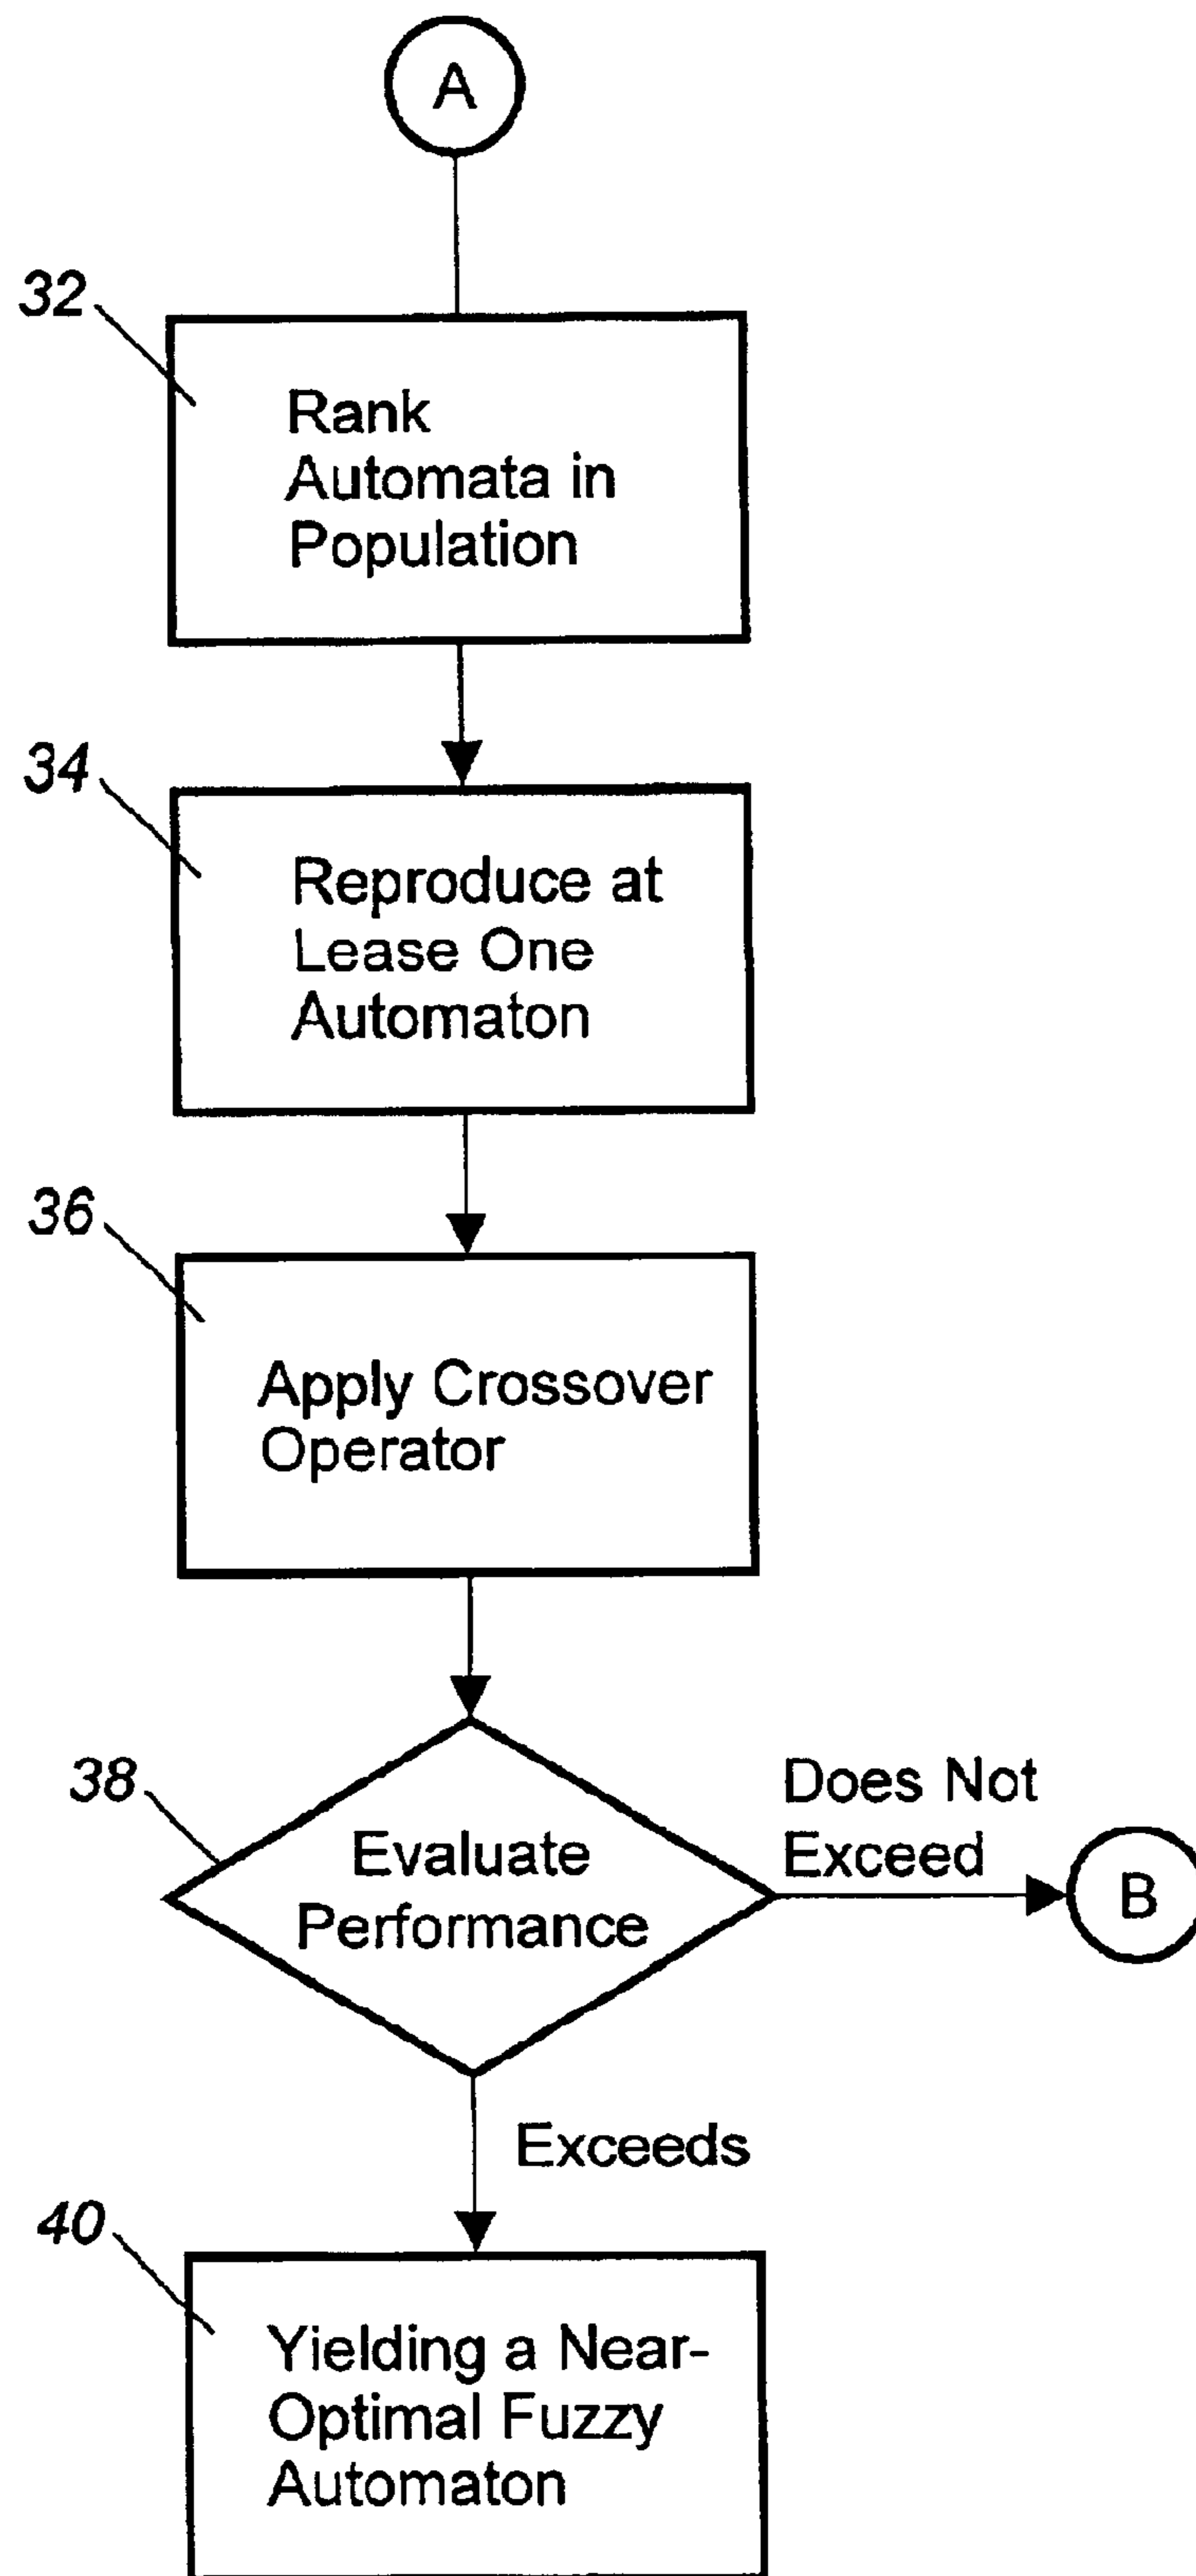 A
32
Rank
Automata in
Population
34
Reproduce at
Lease One
Automaton
36
Apply Crossover
Operator
38
Evaluate
Performance
Does Not
Exceed
B
Exceeds
40
Yielding a Near-
Optimal Fuzzy
Automaton